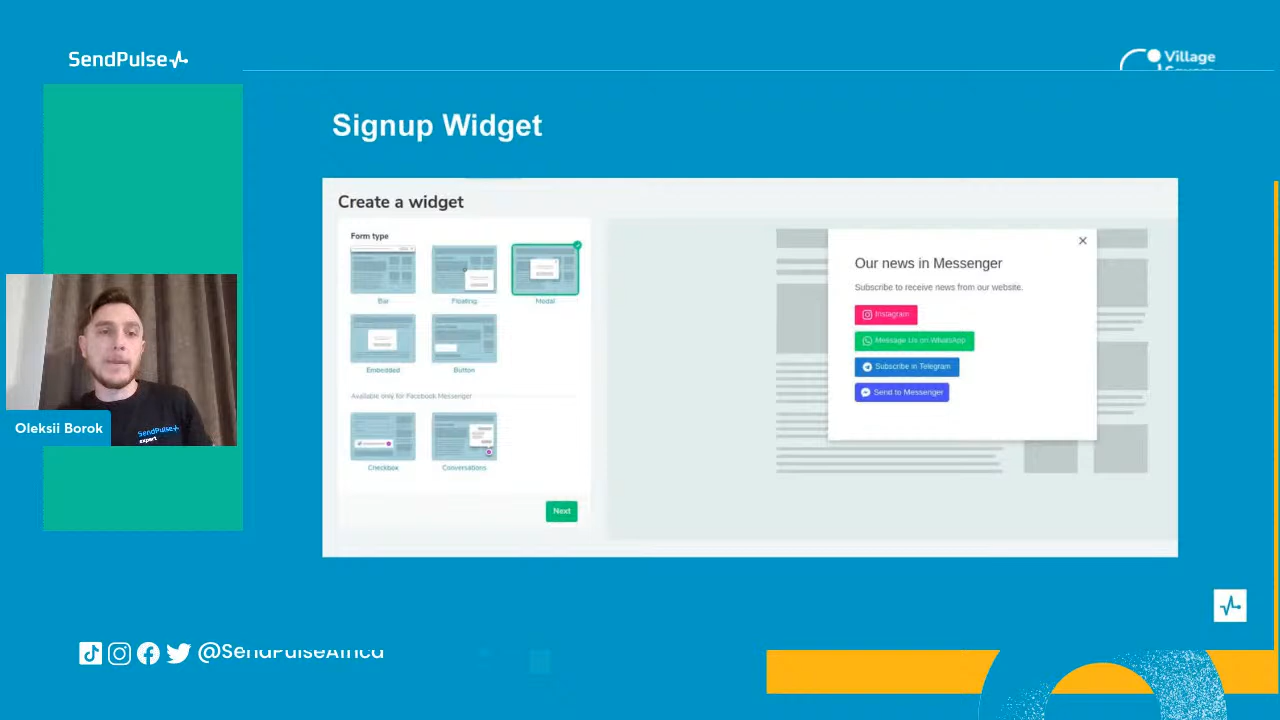 SendPulse
Village
Signup Widget
Create a widget
Form type
Bar
Floating
Modal
Embedded
Button
Available only for Facebook Messenger
Checkbox
Conversations
Next
Our news in Messenger
Subscribe to receive news from our website.
Instagram
Message Us on WhatsApp
Subscribe in Telegram
Send to Messenger
Oleksii Borok
SendPulse
expert
@SendPulseAfrica